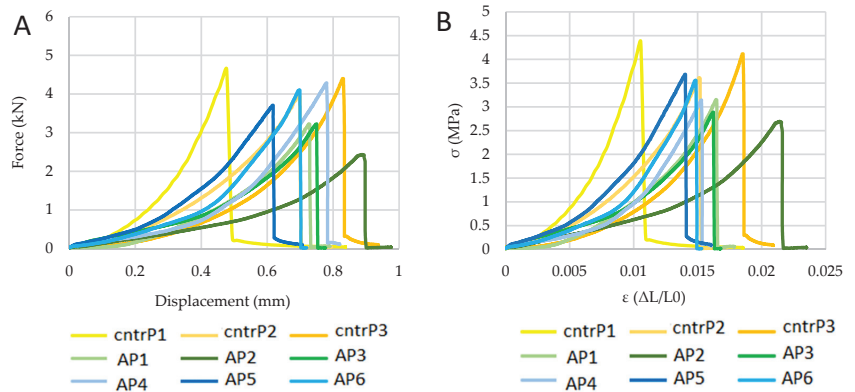 A
Force (kN)
6
5
4
3
2
1
0
0 0.2 0.4 0.6 0.8 1
Displacement (mm)
cntrP1 cntrP2 cntrP3
AP1 AP2 AP3
AP4 AP5 AP6
B
σ (MPa)
5
4.5
4
3.5
3
2.5
2
1.5
1
0.5
0
0 0.005 0.01 0.015 0.02 0.025
ε (ΔL/L0)
cntrP1 cntrP2 cntrP3
AP1 AP2 AP3
AP4 AP5 AP6